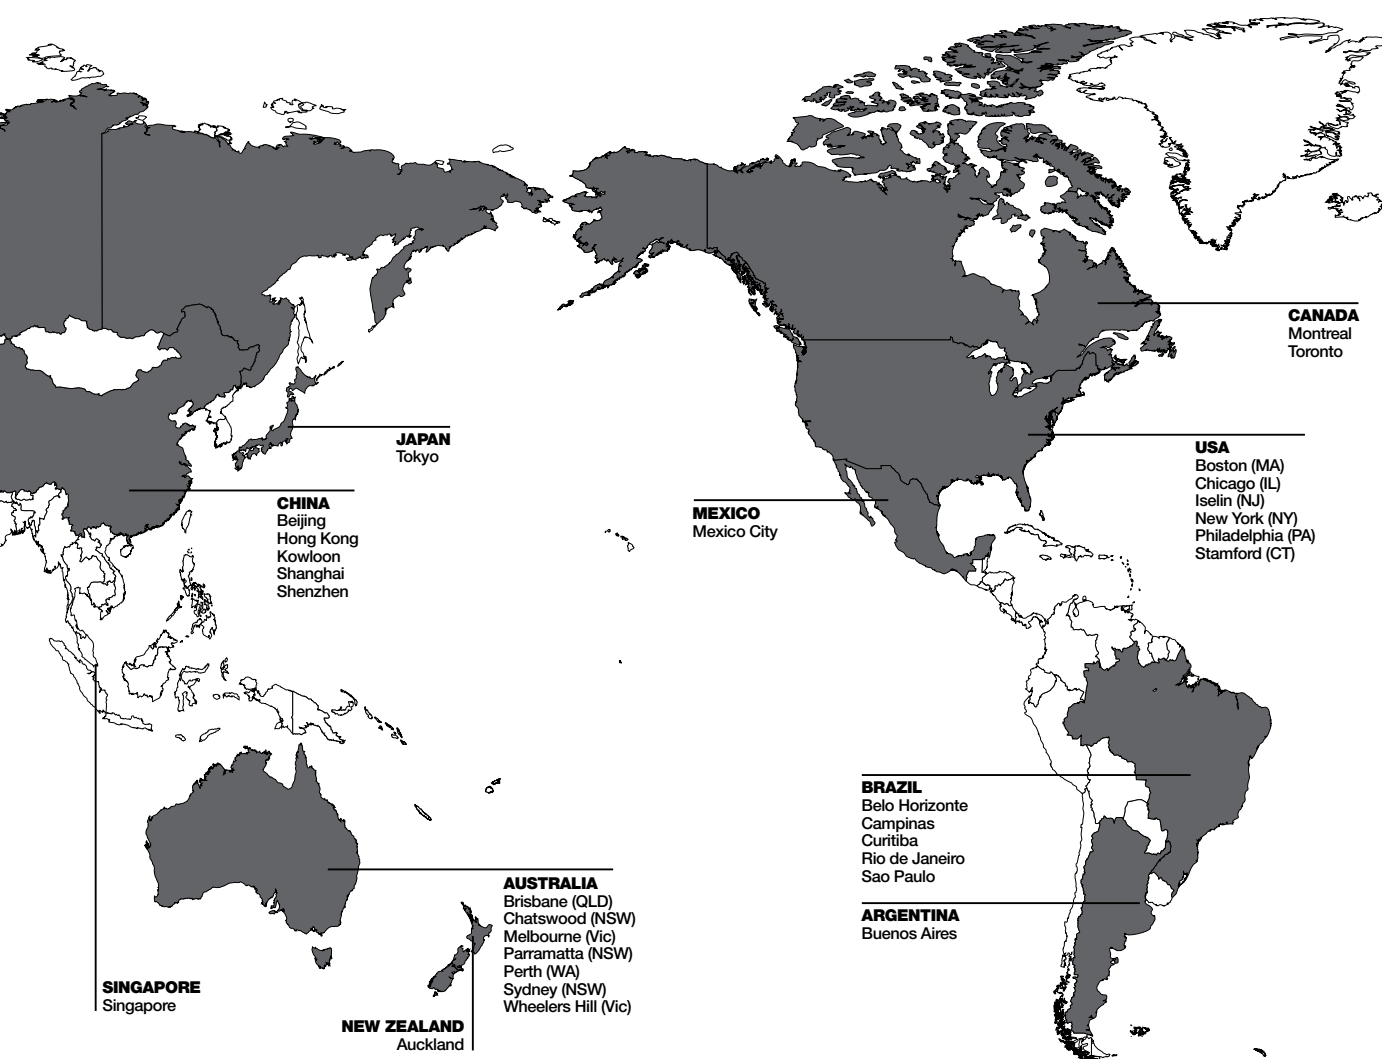 CANADA
Montreal
Toronto
JAPAN
Tokyo
USA
Boston (MA)
Chicago (IL)
Iselin (NJ)
New York (NY)
Philadelphia (PA)
Stamford (CT)
CHINA
Beijing
Hong Kong
Kowloon
Shanghai
Shenzhen
MEXICO
Mexico City
BRAZIL
Belo Horizonte
Campinas
Curitiba
Rio de Janeiro
Sao Paulo
AUSTRALIA
Brisbane (QLD)
Chatswood (NSW)
Melbourne (Vic)
Parramatta (NSW)
Perth (WA)
Sydney (NSW)
Wheelers Hill (Vic)
ARGENTINA
Buenos Aires
SINGAPORE
Singapore
NEW ZEALAND
Auckland